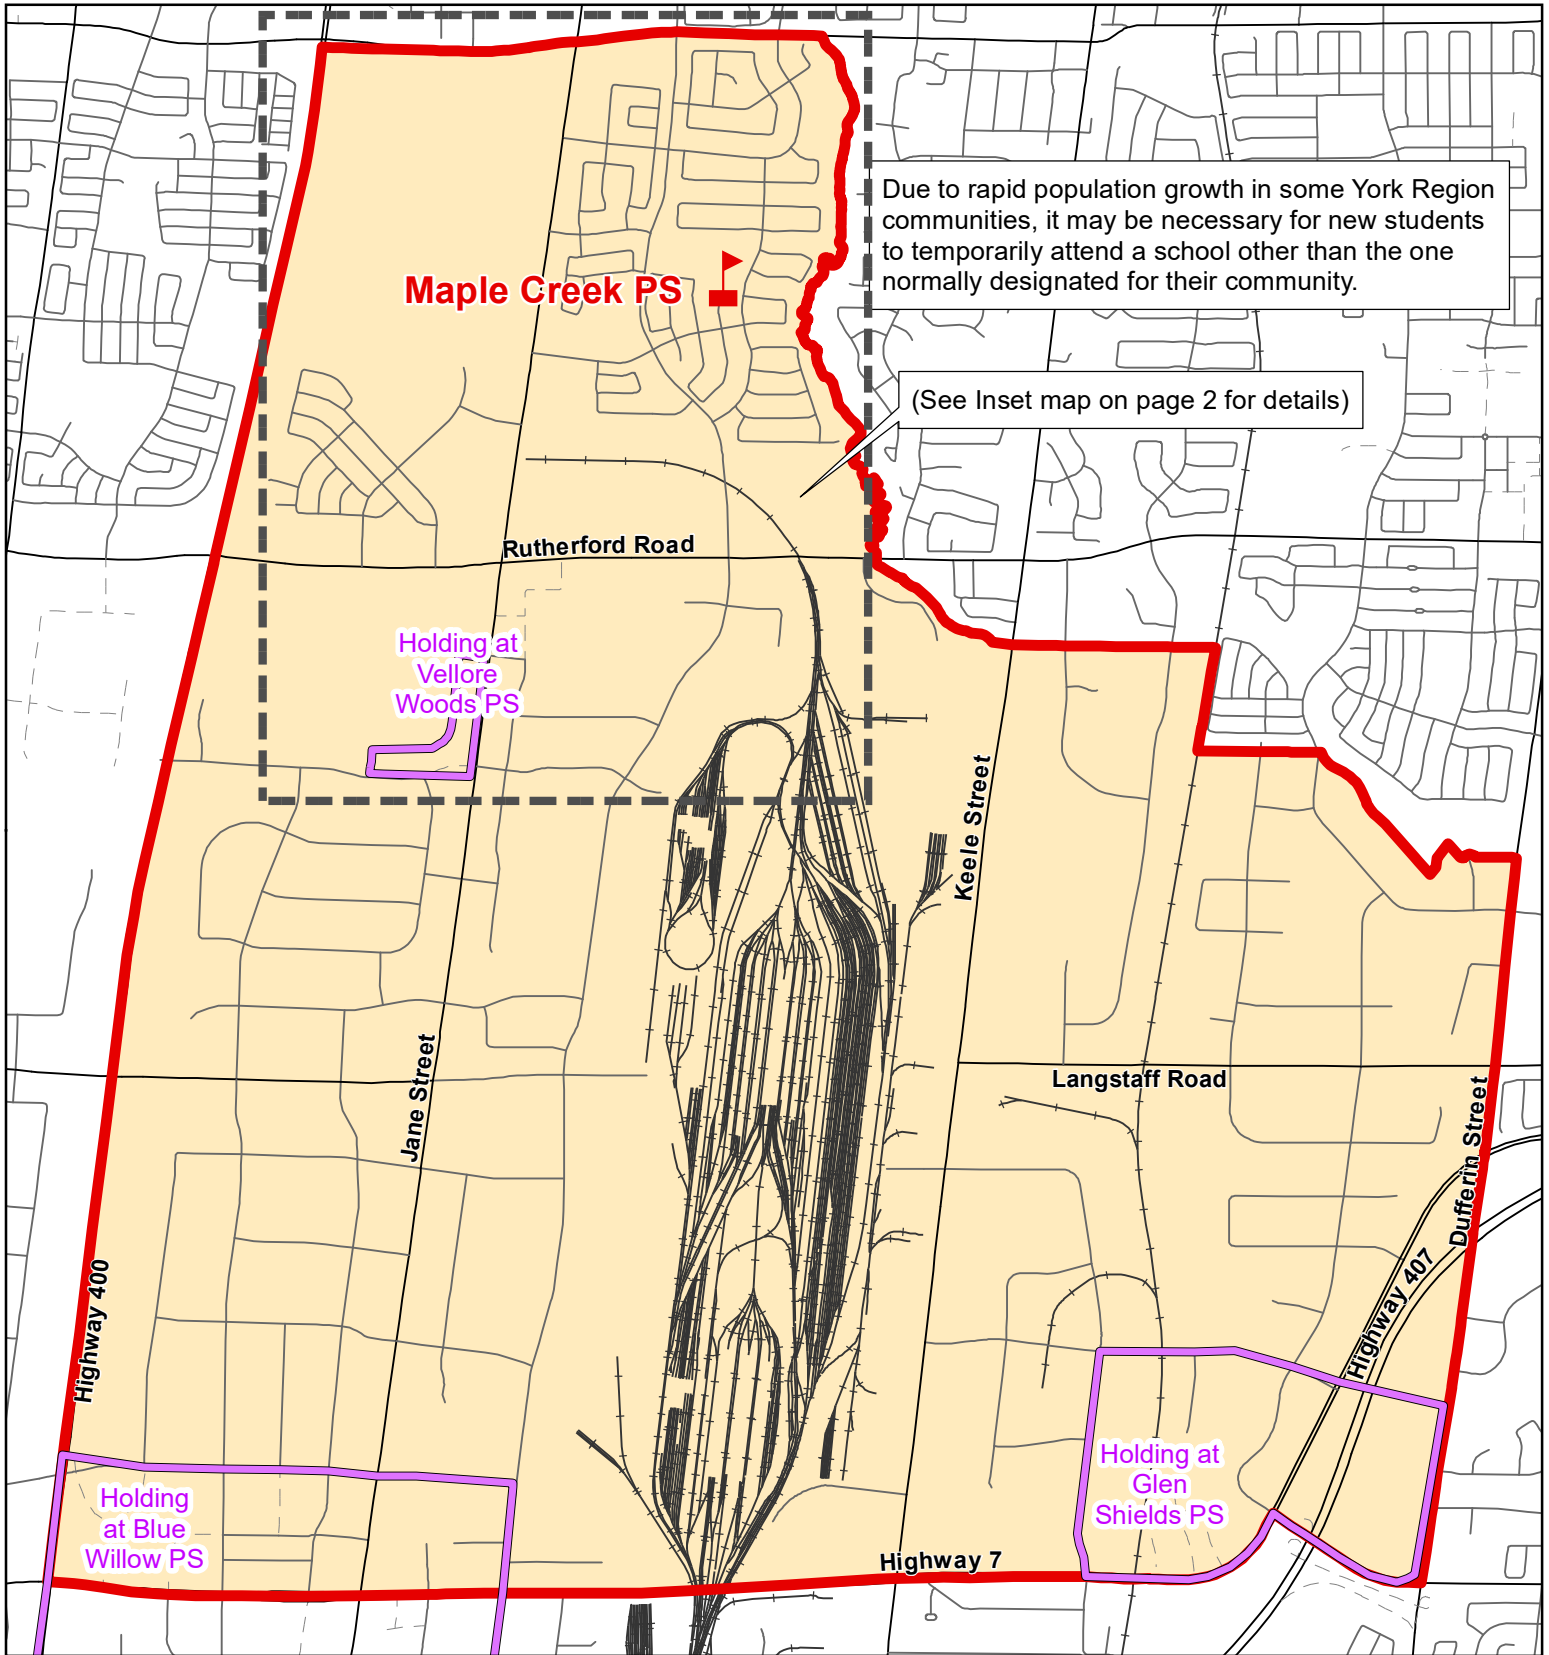 Due to rapid population growth in some York Region
communities, it may be necessary for new students
to temporarily attend a school other than the one
normally designated for their community.
Maple Creek PS
(See Inset map on page 2 for details)
Rutherford Road
Holding at
Vellore
Woods PS
Keele Street
Jane Street
Langstaff Road
Dufferin Street
Highway 400
Highway 407
Holding at
Glen
Shields PS
Holding
at Blue
Willow PS
Highway 7